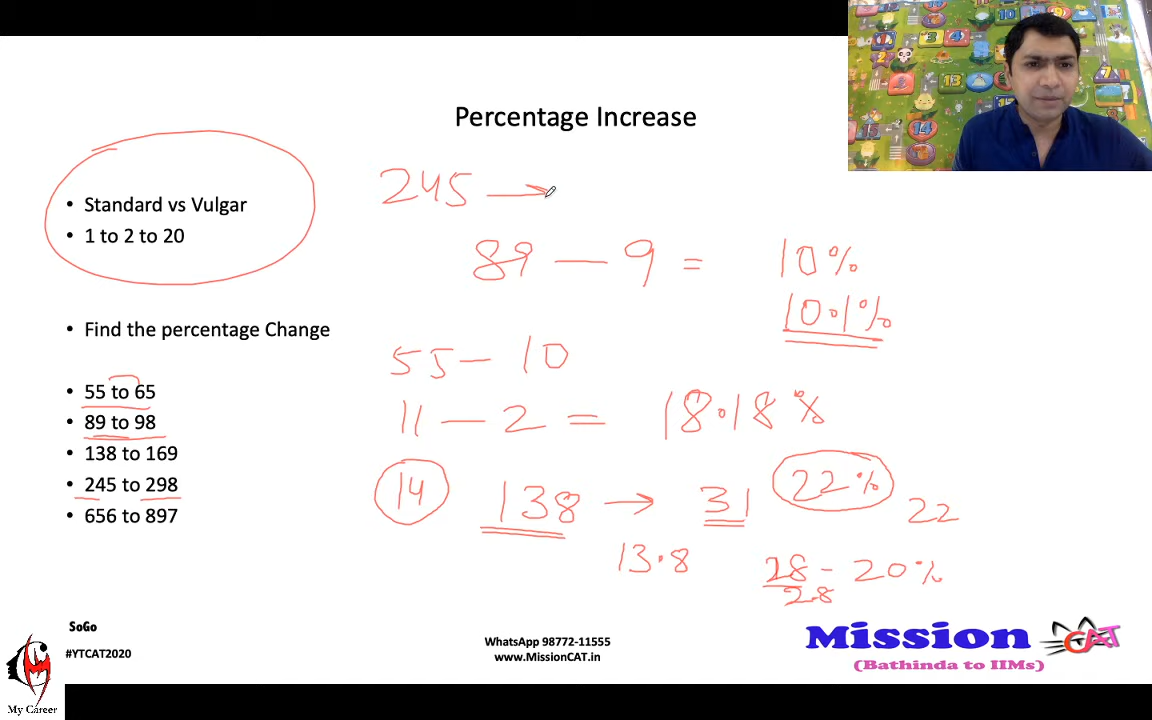 Percentage Increase
• Standard vs Vulgar
• 1 to 2 to 20
• Find the percentage Change
• 55 to 65
• 89 to 98
• 138 to 169
• 245 to 298
• 656 to 897
245 →
89 — 9 = 10%
10.1%
55 — 10
11 — 2 = 18.18%
14
138 → 31 22%
22
13.8
28 - 20%
2.8
SoGo
#YTCAT2020
My Career
WhatsApp 98772-11555
www.MissionCAT.in
Mission CAT
(Bathinda to IIMs)